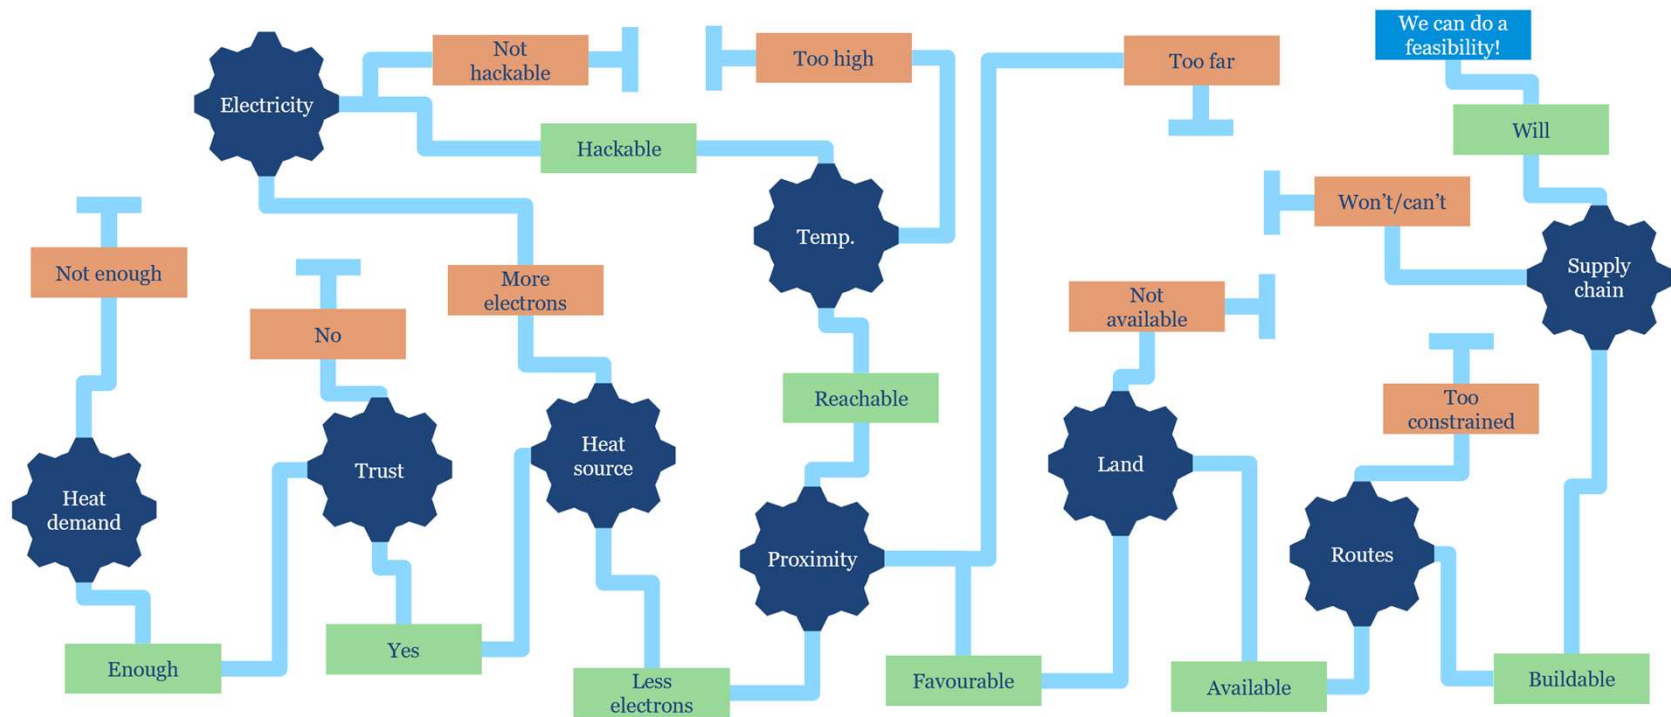 Not
hackable
Too high
Too far
We can do a
feasibility!
Electricity
Hackable
Will
Won’t/can’t
Temp.
Not enough
No
More
electrons
Not
available
Supply
chain
Reachable
Too
constrained
Heat
demand
Trust
Heat
source
Land
Proximity
Routes
Enough
Yes
Less
electrons
Favourable
Available
Buildable